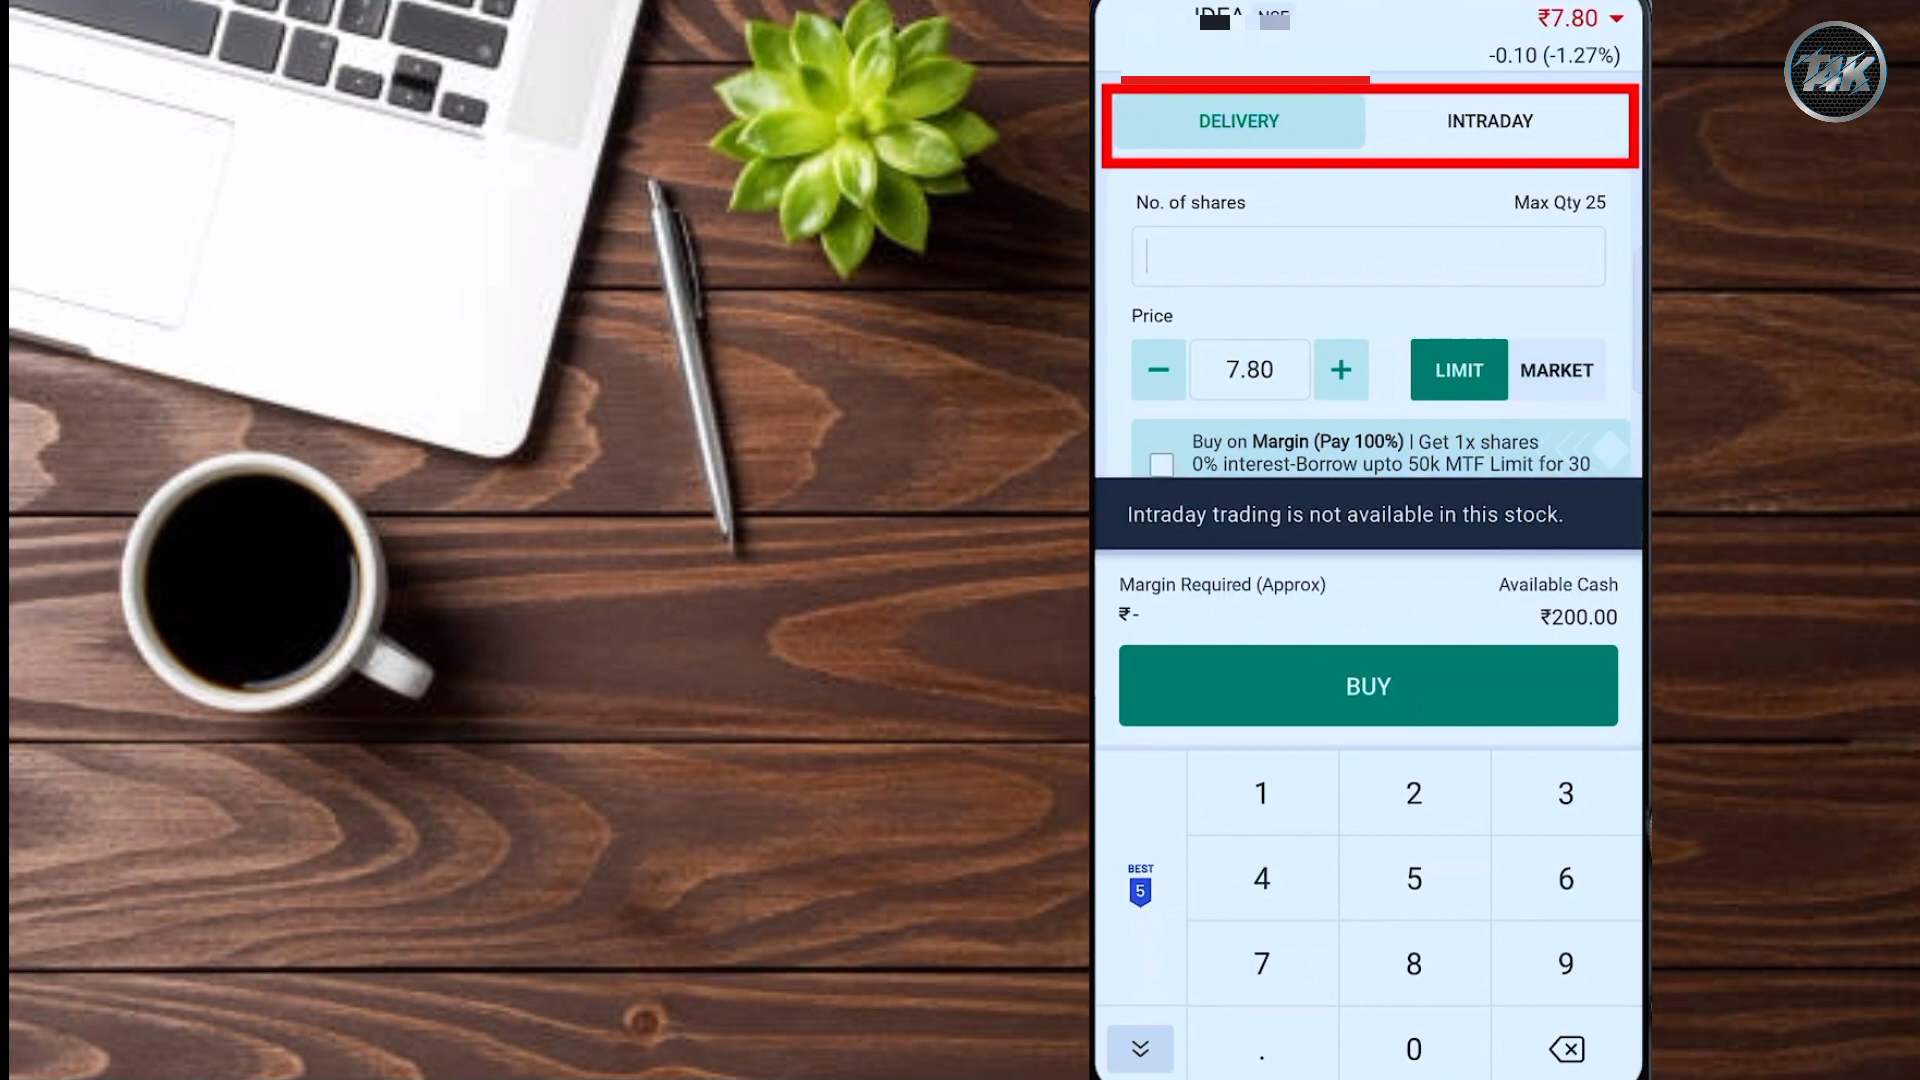 IDEA NSE
₹7.80
-0.10 (-1.27%)
TAK
DELIVERY INTRADAY
No. of shares Max Qty 25
Price
− 7.80 + LIMIT MARKET
Buy on Margin (Pay 100%) | Get 1x shares
0% interest-Borrow upto 50k MTF Limit for 30
Intraday trading is not available in this stock.
Margin Required (Approx) Available Cash
₹- ₹200.00
BUY
1 2 3
BEST
5
4 5 6
7 8 9
. 0